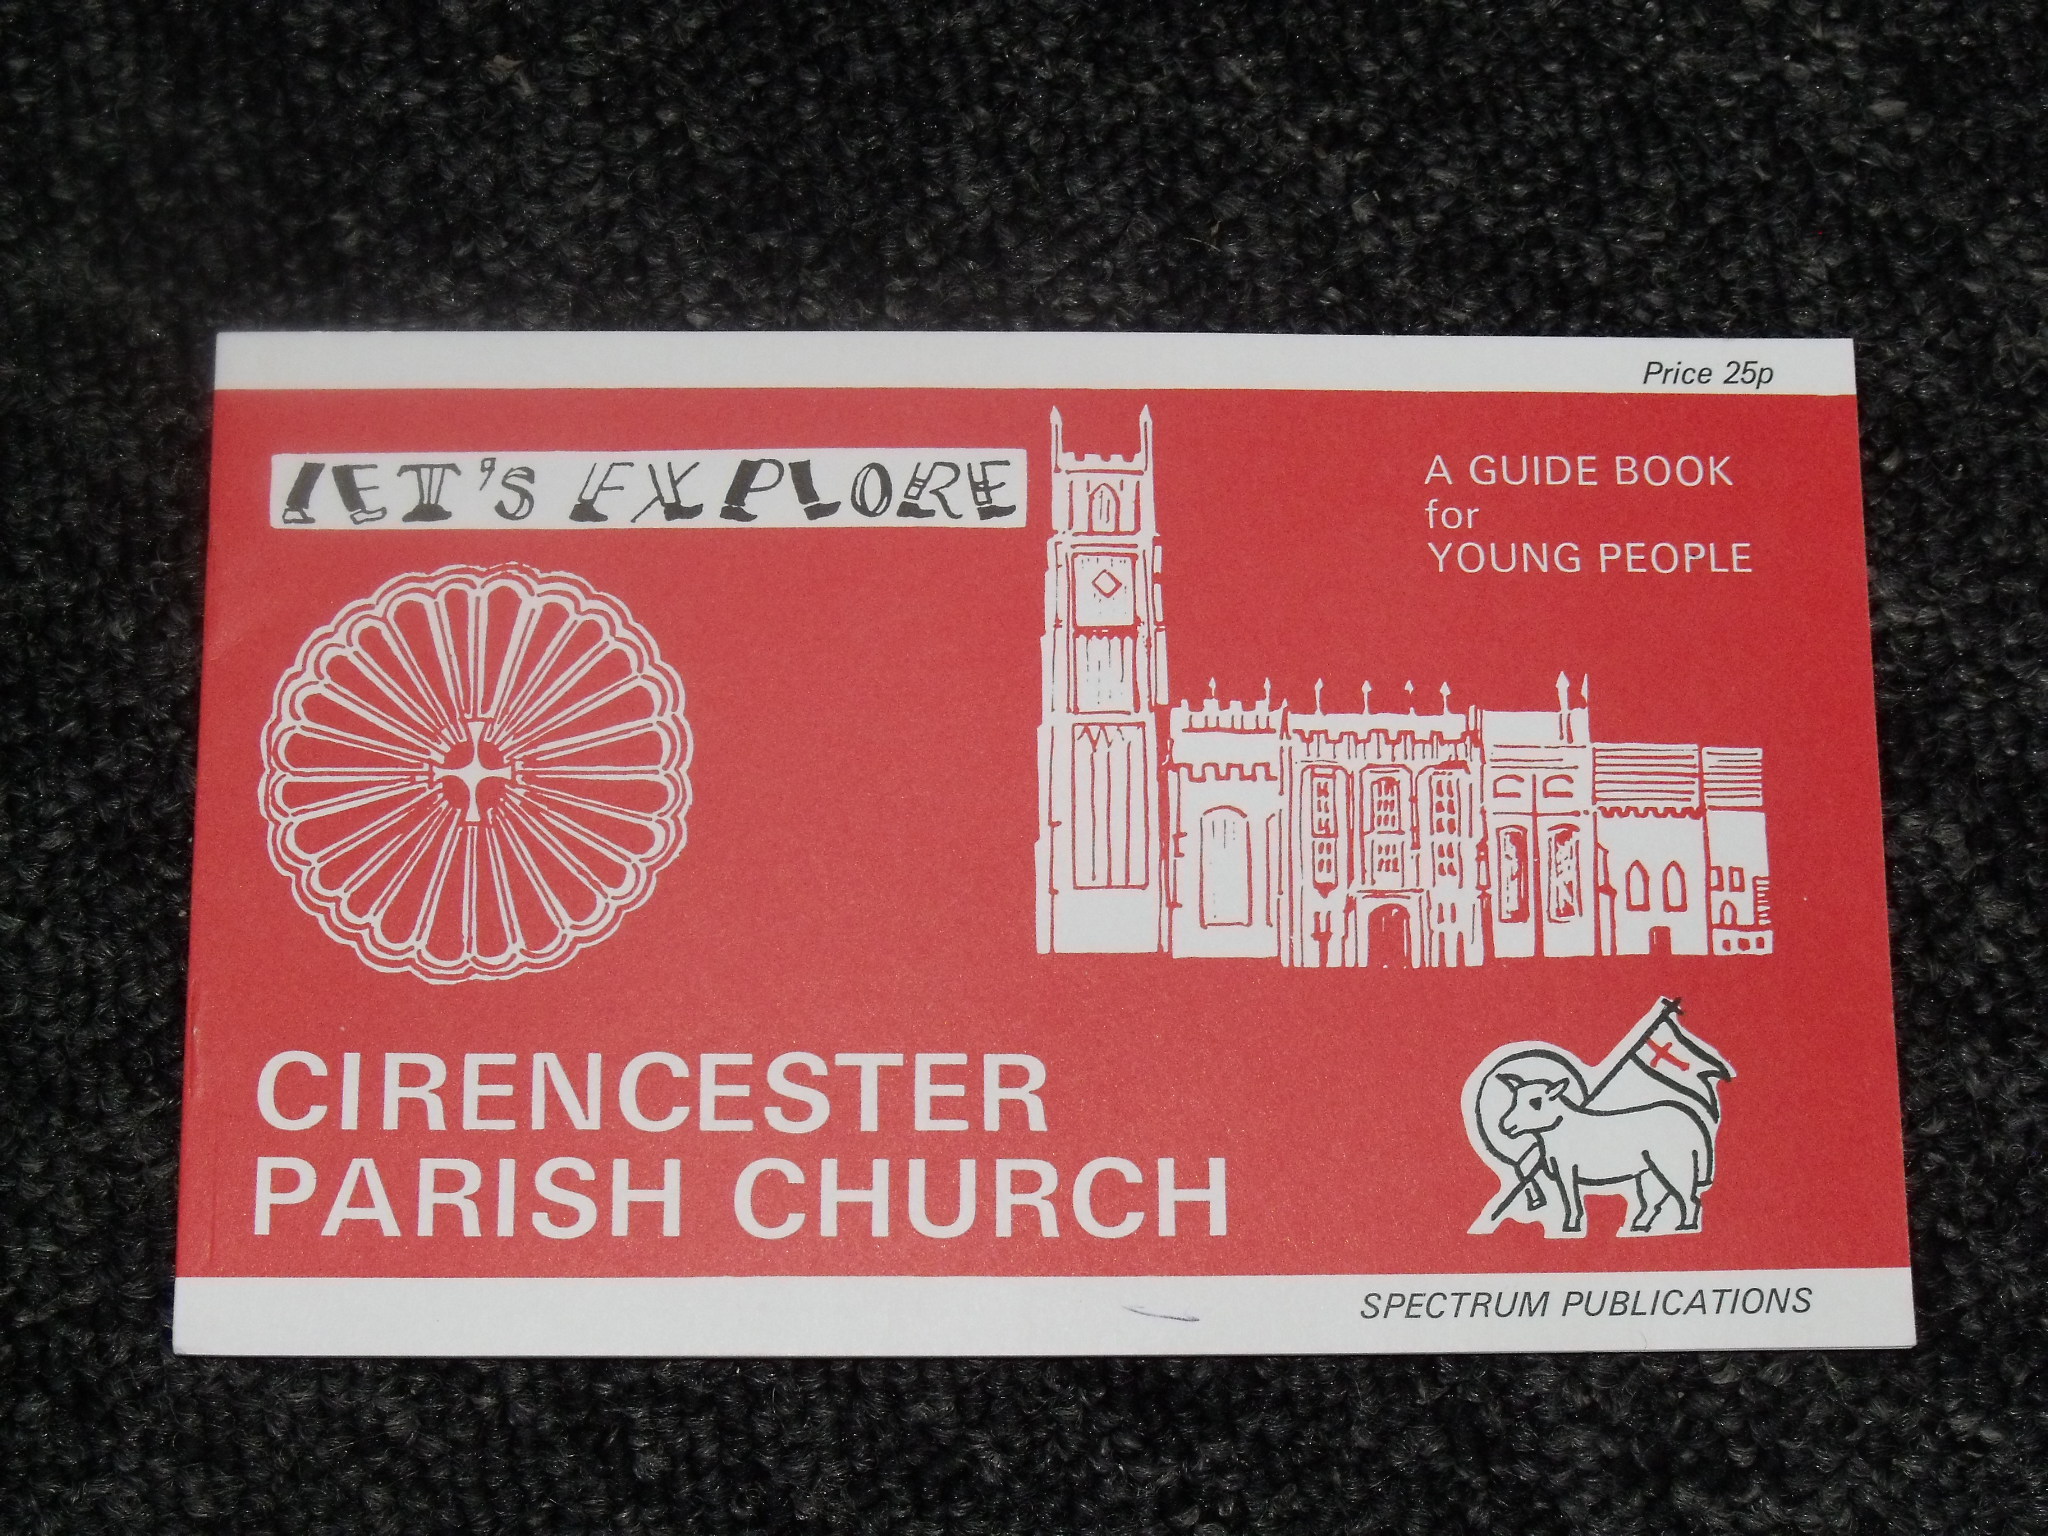 Price 25p
LET'S EXPLORE
A GUIDE BOOK
for
YOUNG PEOPLE
CIRENCESTER
PARISH CHURCH
SPECTRUM PUBLICATIONS